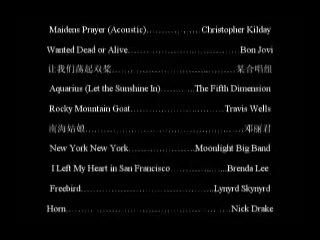 Maidens Prayer (Acoustic)………………Christopher Kilday
Wanted Dead or Alive……………………………Bon Jovi
让我们荡起双桨………………………………某合唱组
Aquarius (Let the Sunshine In)………The Fifth Dimension
Rocky Mountain Goat………………………Travis Wells
南海姑娘…………………………………………邓丽君
New York New York…………………Moonlight Big Band
I Left My Heart in San Francisco……………Brenda Lee
Freebird…………………………………Lynyrd Skynyrd
Horn…………………………………………Nick Drake